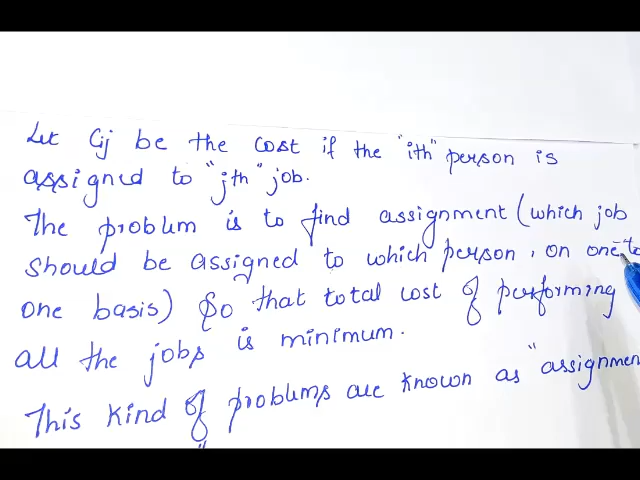 Let Cij be the cost if the "ith" person is
assigned to "jth" job.
The problem is to find assignment (which job
should be assigned to which person, on one-to
one basis) so that total cost of performing
all the jobs is minimum.
This kind of problems are known as "assignmen